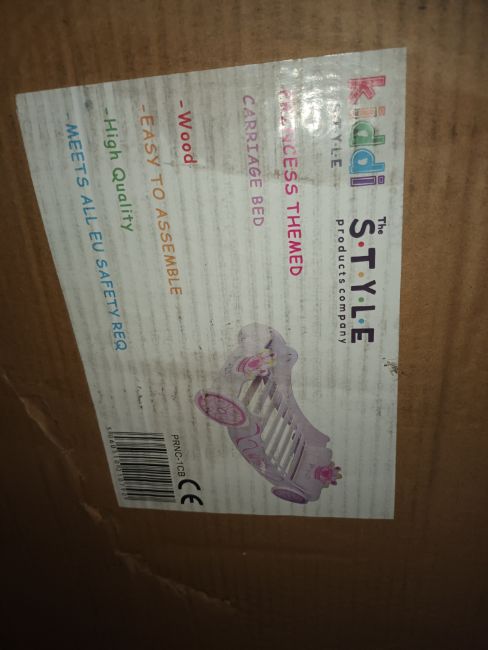 kiddi
STYLE
The
S·T·Y·L·E
products company
PRINCESS THEMED
CARRIAGE BED
- Wood
-EASY TO ASSEMBLE
-High Quality
-MEETS ALL EU SAFETY REQ
CE
PRNC-1CB